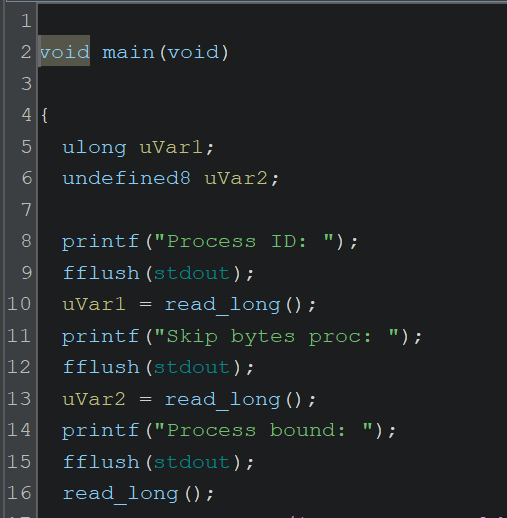 1
2 void main(void)
3
4 {
5 ulong uVar1;
6 undefined8 uVar2;
7
8 printf("Process ID: ");
9 fflush(stdout);
10 uVar1 = read_long();
11 printf("Skip bytes proc: ");
12 fflush(stdout);
13 uVar2 = read_long();
14 printf("Process bound: ");
15 fflush(stdout);
16 read_long();